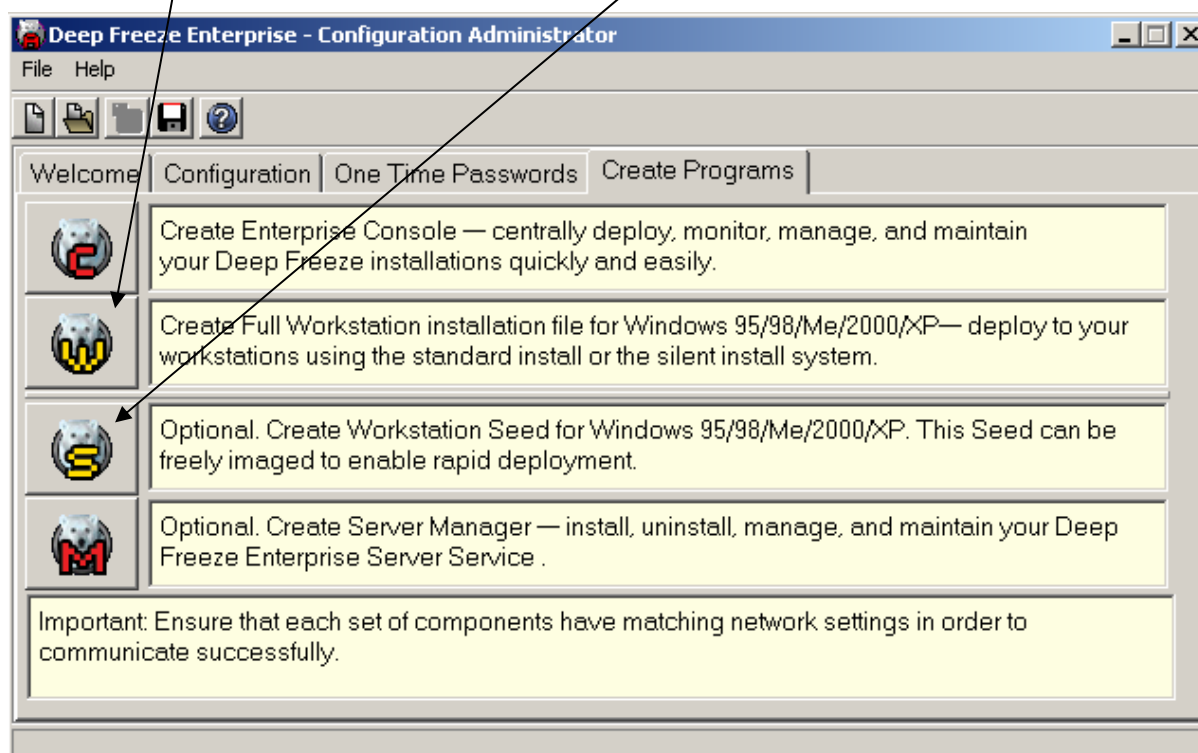 Deep Freeze Enterprise - Configuration Administrator
File Help
Welcome Configuration One Time Passwords Create Programs
C
Create Enterprise Console — centrally deploy, monitor, manage, and maintain
your Deep Freeze installations quickly and easily.
W
Create Full Workstation installation file for Windows 95/98/Me/2000/XP— deploy to your
workstations using the standard install or the silent install system.
S
Optional. Create Workstation Seed for Windows 95/98/Me/2000/XP. This Seed can be
freely imaged to enable rapid deployment.
M
Optional. Create Server Manager — install, uninstall, manage, and maintain your Deep
Freeze Enterprise Server Service .
Important: Ensure that each set of components have matching network settings in order to
communicate successfully.